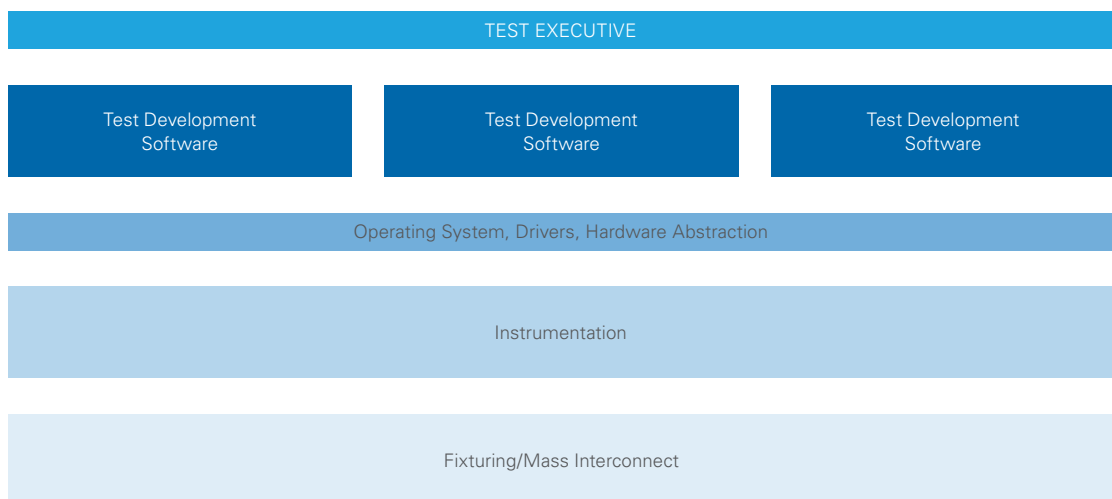 TEST EXECUTIVE
Test Development
Software
Test Development
Software
Test Development
Software
Operating System, Drivers, Hardware Abstraction
Instrumentation
Fixturing/Mass Interconnect